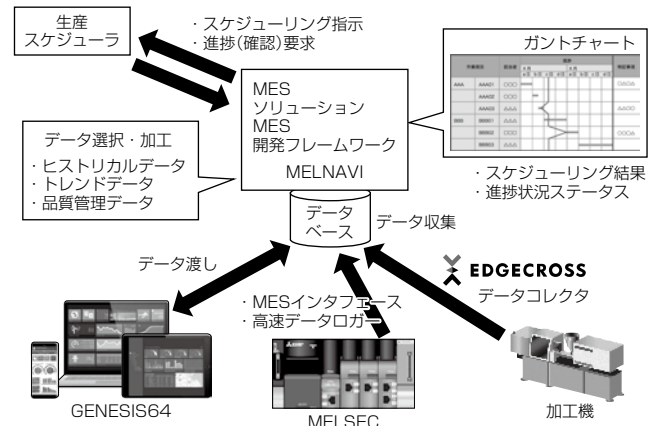 生産
スケジューラ
・スケジューリング指示
・進捗(確認)要求
ガントチャート
MES
ソリューション
MES
開発フレームワーク
MELNAVI
データ選択・加工
・ヒストリカルデータ
・トレンドデータ
・品質管理データ
・スケジューリング結果
・進捗状況ステータス
データ
ベース
データ収集
データ渡し
EDGECROSS
データコレクタ
・MESインタフェース
・高速データロガー
GENESIS64
MELSEC
加工機